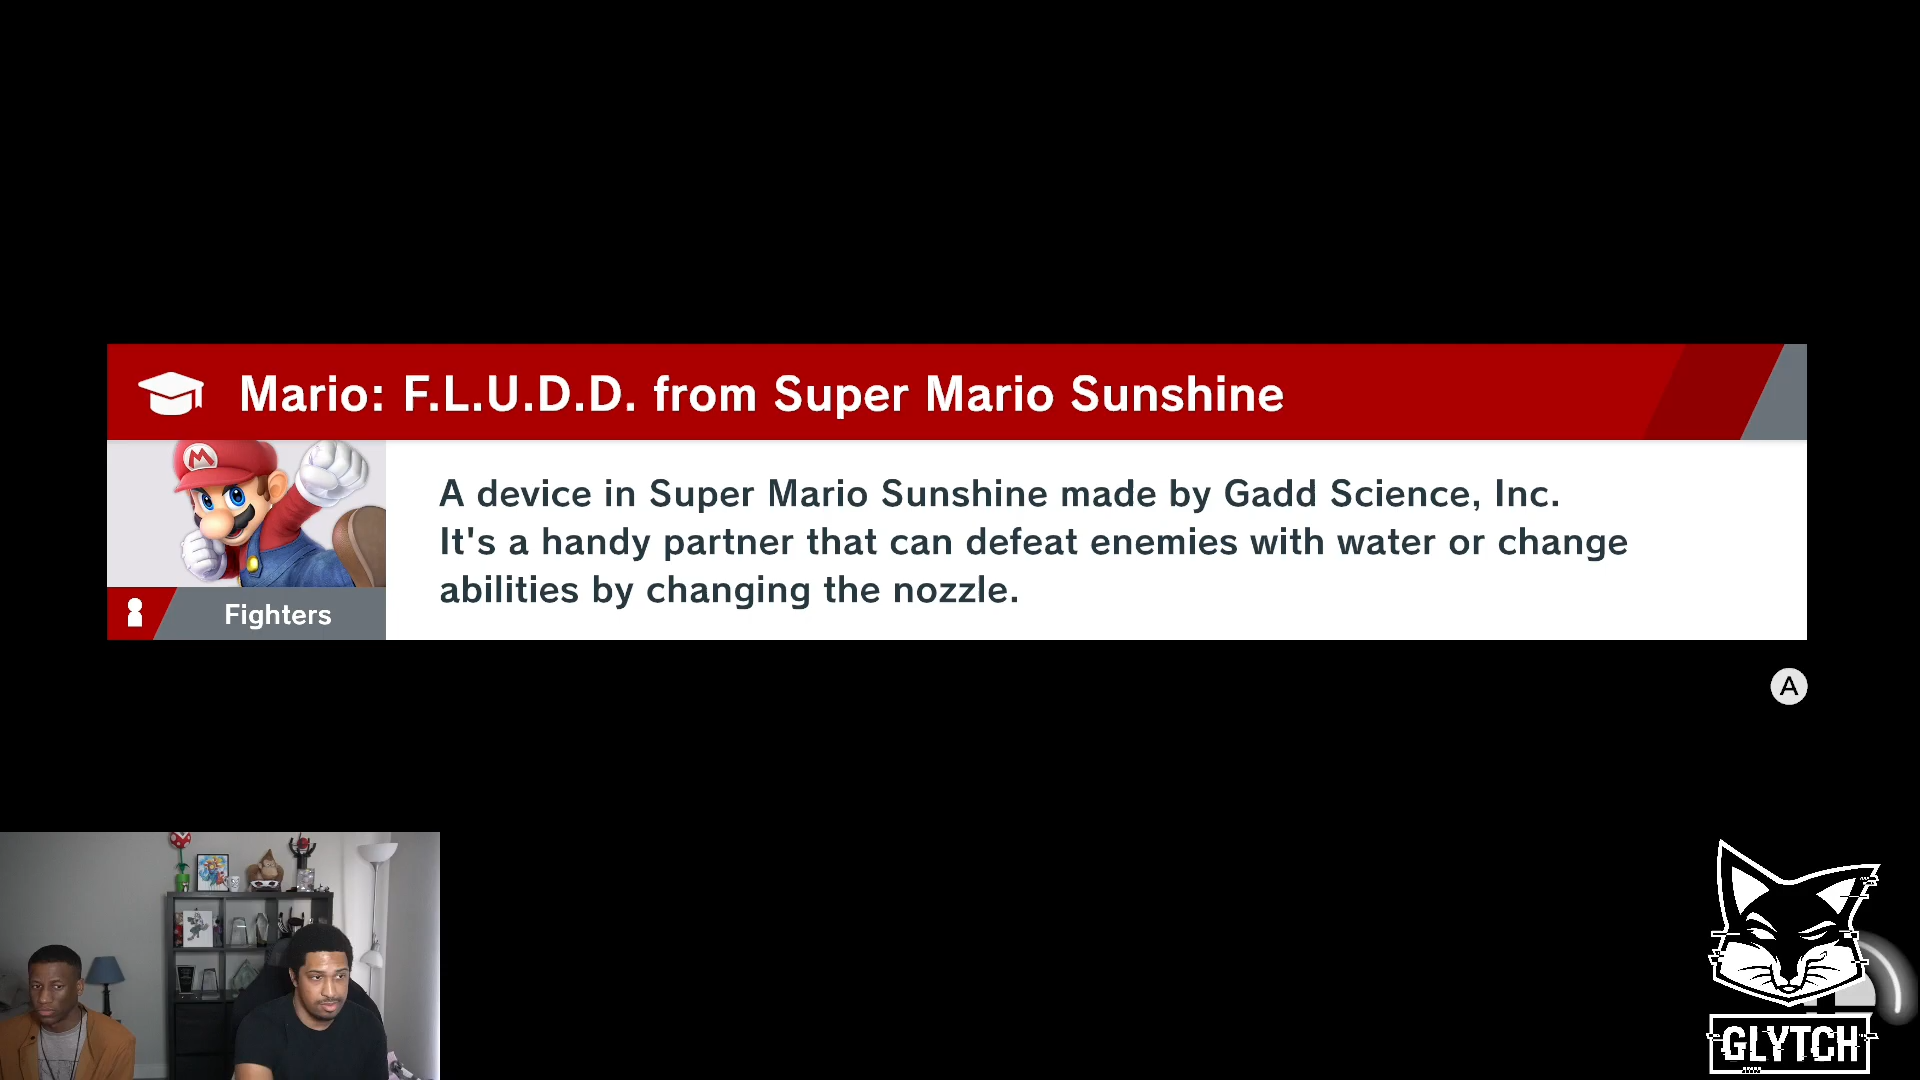 Mario: F.L.U.D.D. from Super Mario Sunshine
A device in Super Mario Sunshine made by Gadd Science, Inc.
It's a handy partner that can defeat enemies with water or change
abilities by changing the nozzle.
Fighters
A
GLYTCH